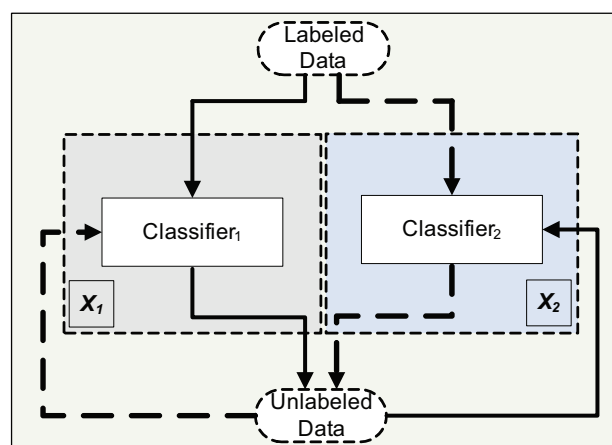 Labeled
Data
Classifier₁
Classifier₂
X₁
X₂
Unlabeled
Data